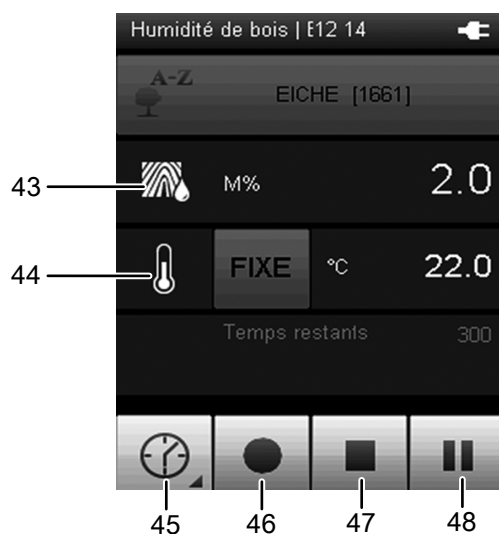 Humidité de bois | E12 14
A-Z
EICHE [1661]
43
M%
2.0
44
FIXE
°C
22.0
Temps restants
300
45
46
47
48